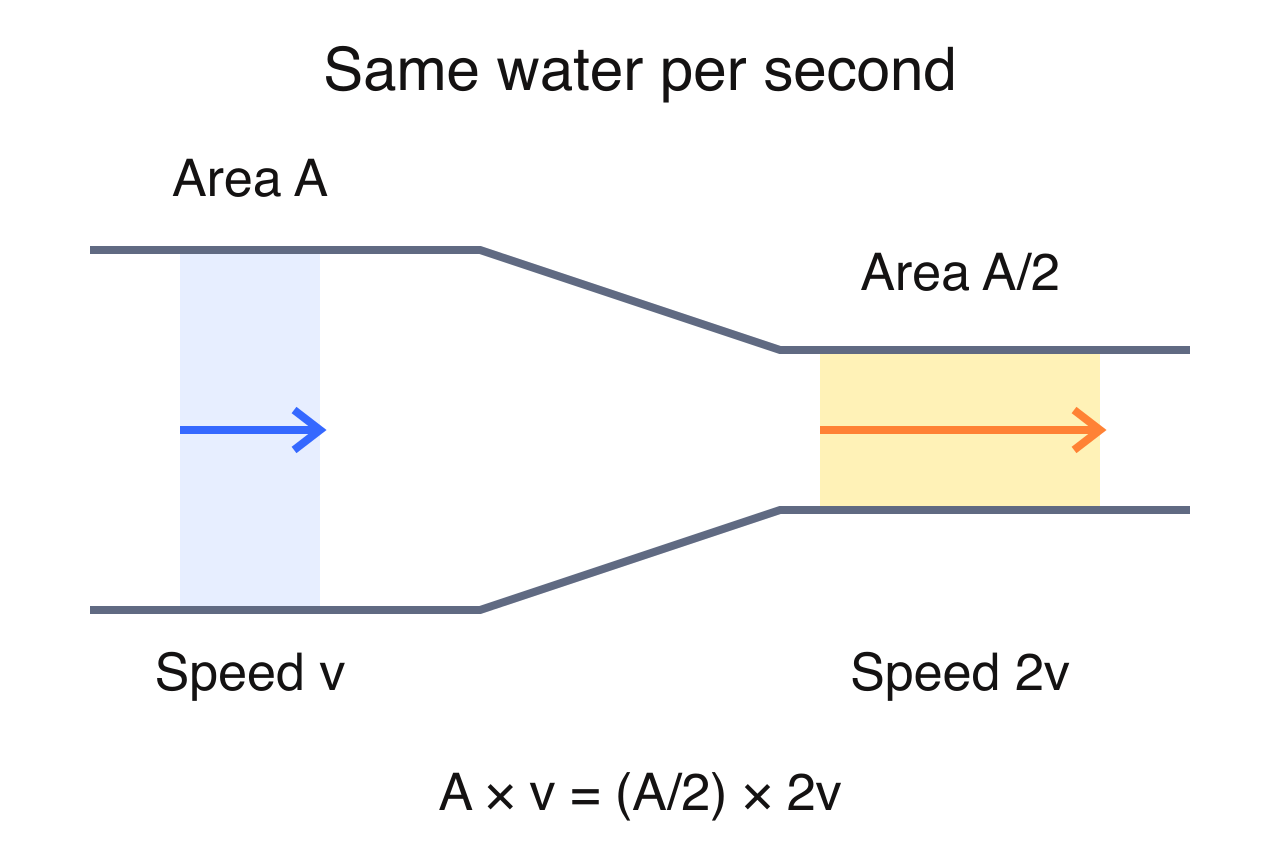 Same water per second
Area A
Area A/2
Speed v
Speed 2v
A × v = (A/2) × 2v